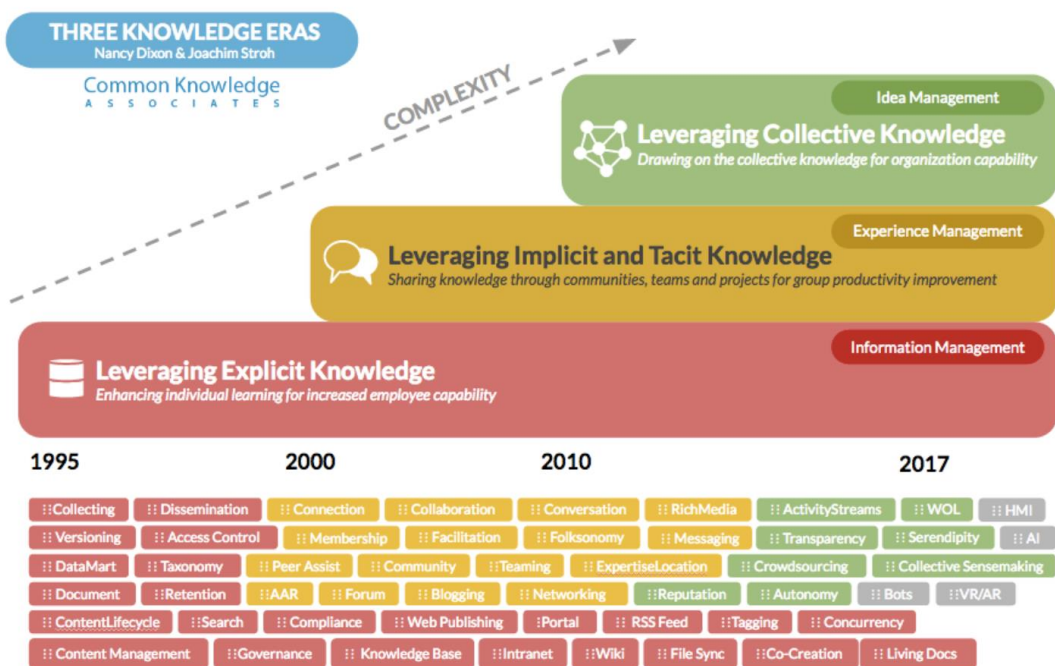 THREE KNOWLEDGE ERAS
Nancy Dixon & Joachim Stroh
Common Knowledge
ASSOCIATES
COMPLEXITY
Idea Management
Leveraging Collective Knowledge
Drawing on the collective knowledge for organization capability
Experience Management
Leveraging Implicit and Tacit Knowledge
Sharing knowledge through communities, teams and projects for group productivity improvement
Information Management
Leveraging Explicit Knowledge
Enhancing individual learning for increased employee capability
1995 2000 2010 2017
::Collecting :: Dissemination :: Connection :: Collaboration :: Conversation :: RichMedia :: ActivityStreams :: WOL :: HMI
:: Versioning :: Access Control :: Membership :: Facilitation :: Folksonomy :: Messaging :: Transparency :: Serendipity :: AI
:: DataMart :: Taxonomy :: Peer Assist :: Community ::Teaming :: ExpertiseLocation :: Crowdsourcing :: Collective Sensemaking
:: Document ::Retention ::AAR :: Forum :: Blogging :: Networking ::Reputation :: Autonomy :: Bots ::VR/AR
:: ContentLifecycle ::Search :: Compliance :: Web Publishing :Portal :: RSS Feed ::Tagging :: Concurrency
:: Content Management ::Governance :: Knowledge Base ::Intranet ::Wiki :: File Sync ::Co-Creation :: Living Docs